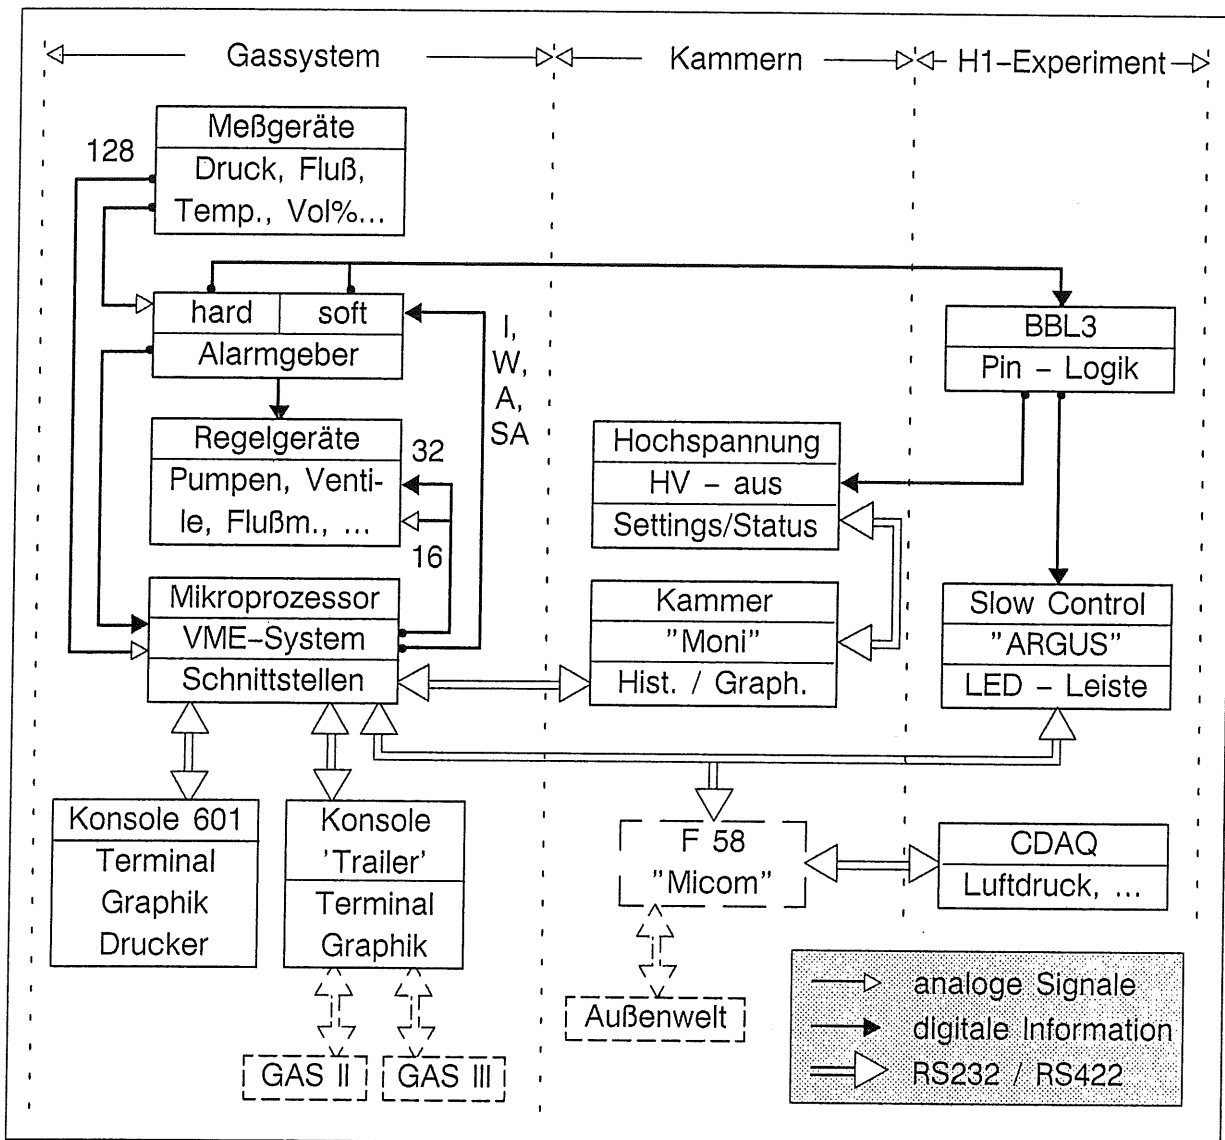 Gassystem
Kammern
H1-Experiment
Meßgeräte
128
Druck, Fluß,
Temp., Vol%...
hard
soft
Alarmgeber
I,
W,
A,
SA
BBL3
Pin - Logik
Regelgeräte
32
Pumpen, Venti-
le, Flußm., ...
16
Hochspannung
HV - aus
Settings/Status
Mikroprozessor
VME-System
Schnittstellen
Kammer
"Moni"
Hist. / Graph.
Slow Control
"ARGUS"
LED - Leiste
Konsole 601
Terminal
Graphik
Drucker
Konsole
'Trailer'
Terminal
Graphik
F 58
"Micom"
CDAQ
Luftdruck, ...
Außenwelt
GAS II
GAS III
analoge Signale
digitale Information
RS232 / RS422